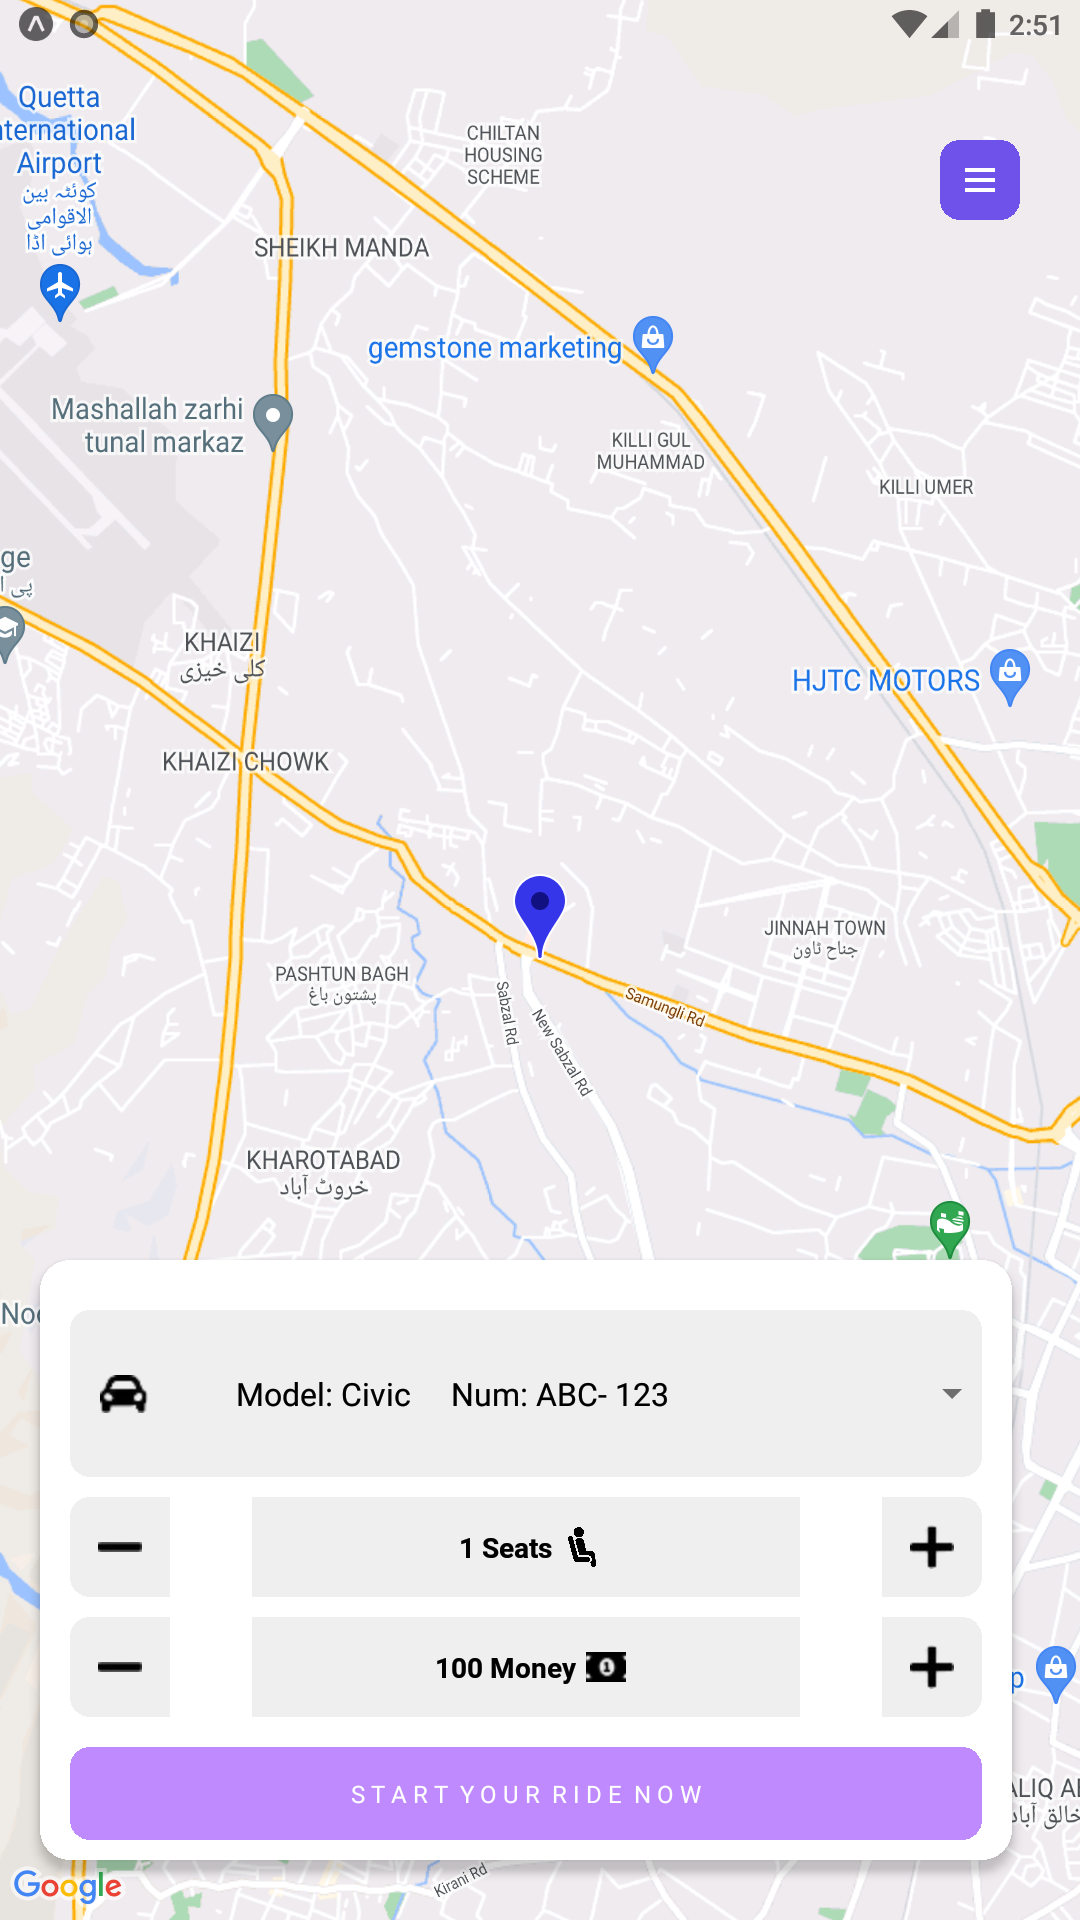 2:51
Quetta
nternational
Airport
کوئٹہ بین
الاقوامی
ہوائی اڈا
CHILTAN
HOUSING
SCHEME
SHEIKH MANDA
gemstone marketing
Mashallah zarhi
tunal markaz
KILLI GUL
MUHAMMAD
KILLI UMER
ge
پی ا
KHAIZI
کلی خیزی
HJTC MOTORS
KHAIZI CHOWK
JINNAH TOWN
جناح ٹاون
PASHTUN BAGH
پشتون باغ
Sabzal Rd
New Sabzal Rd
Samungli Rd
KHAROTABAD
خروٹ آباد
Noc
Model: Civic Num: ABC- 123
1 Seats
100 Money
p
START YOUR RIDE NOW
ALIQ AB
خالق آباد
Google
Kirani Rd